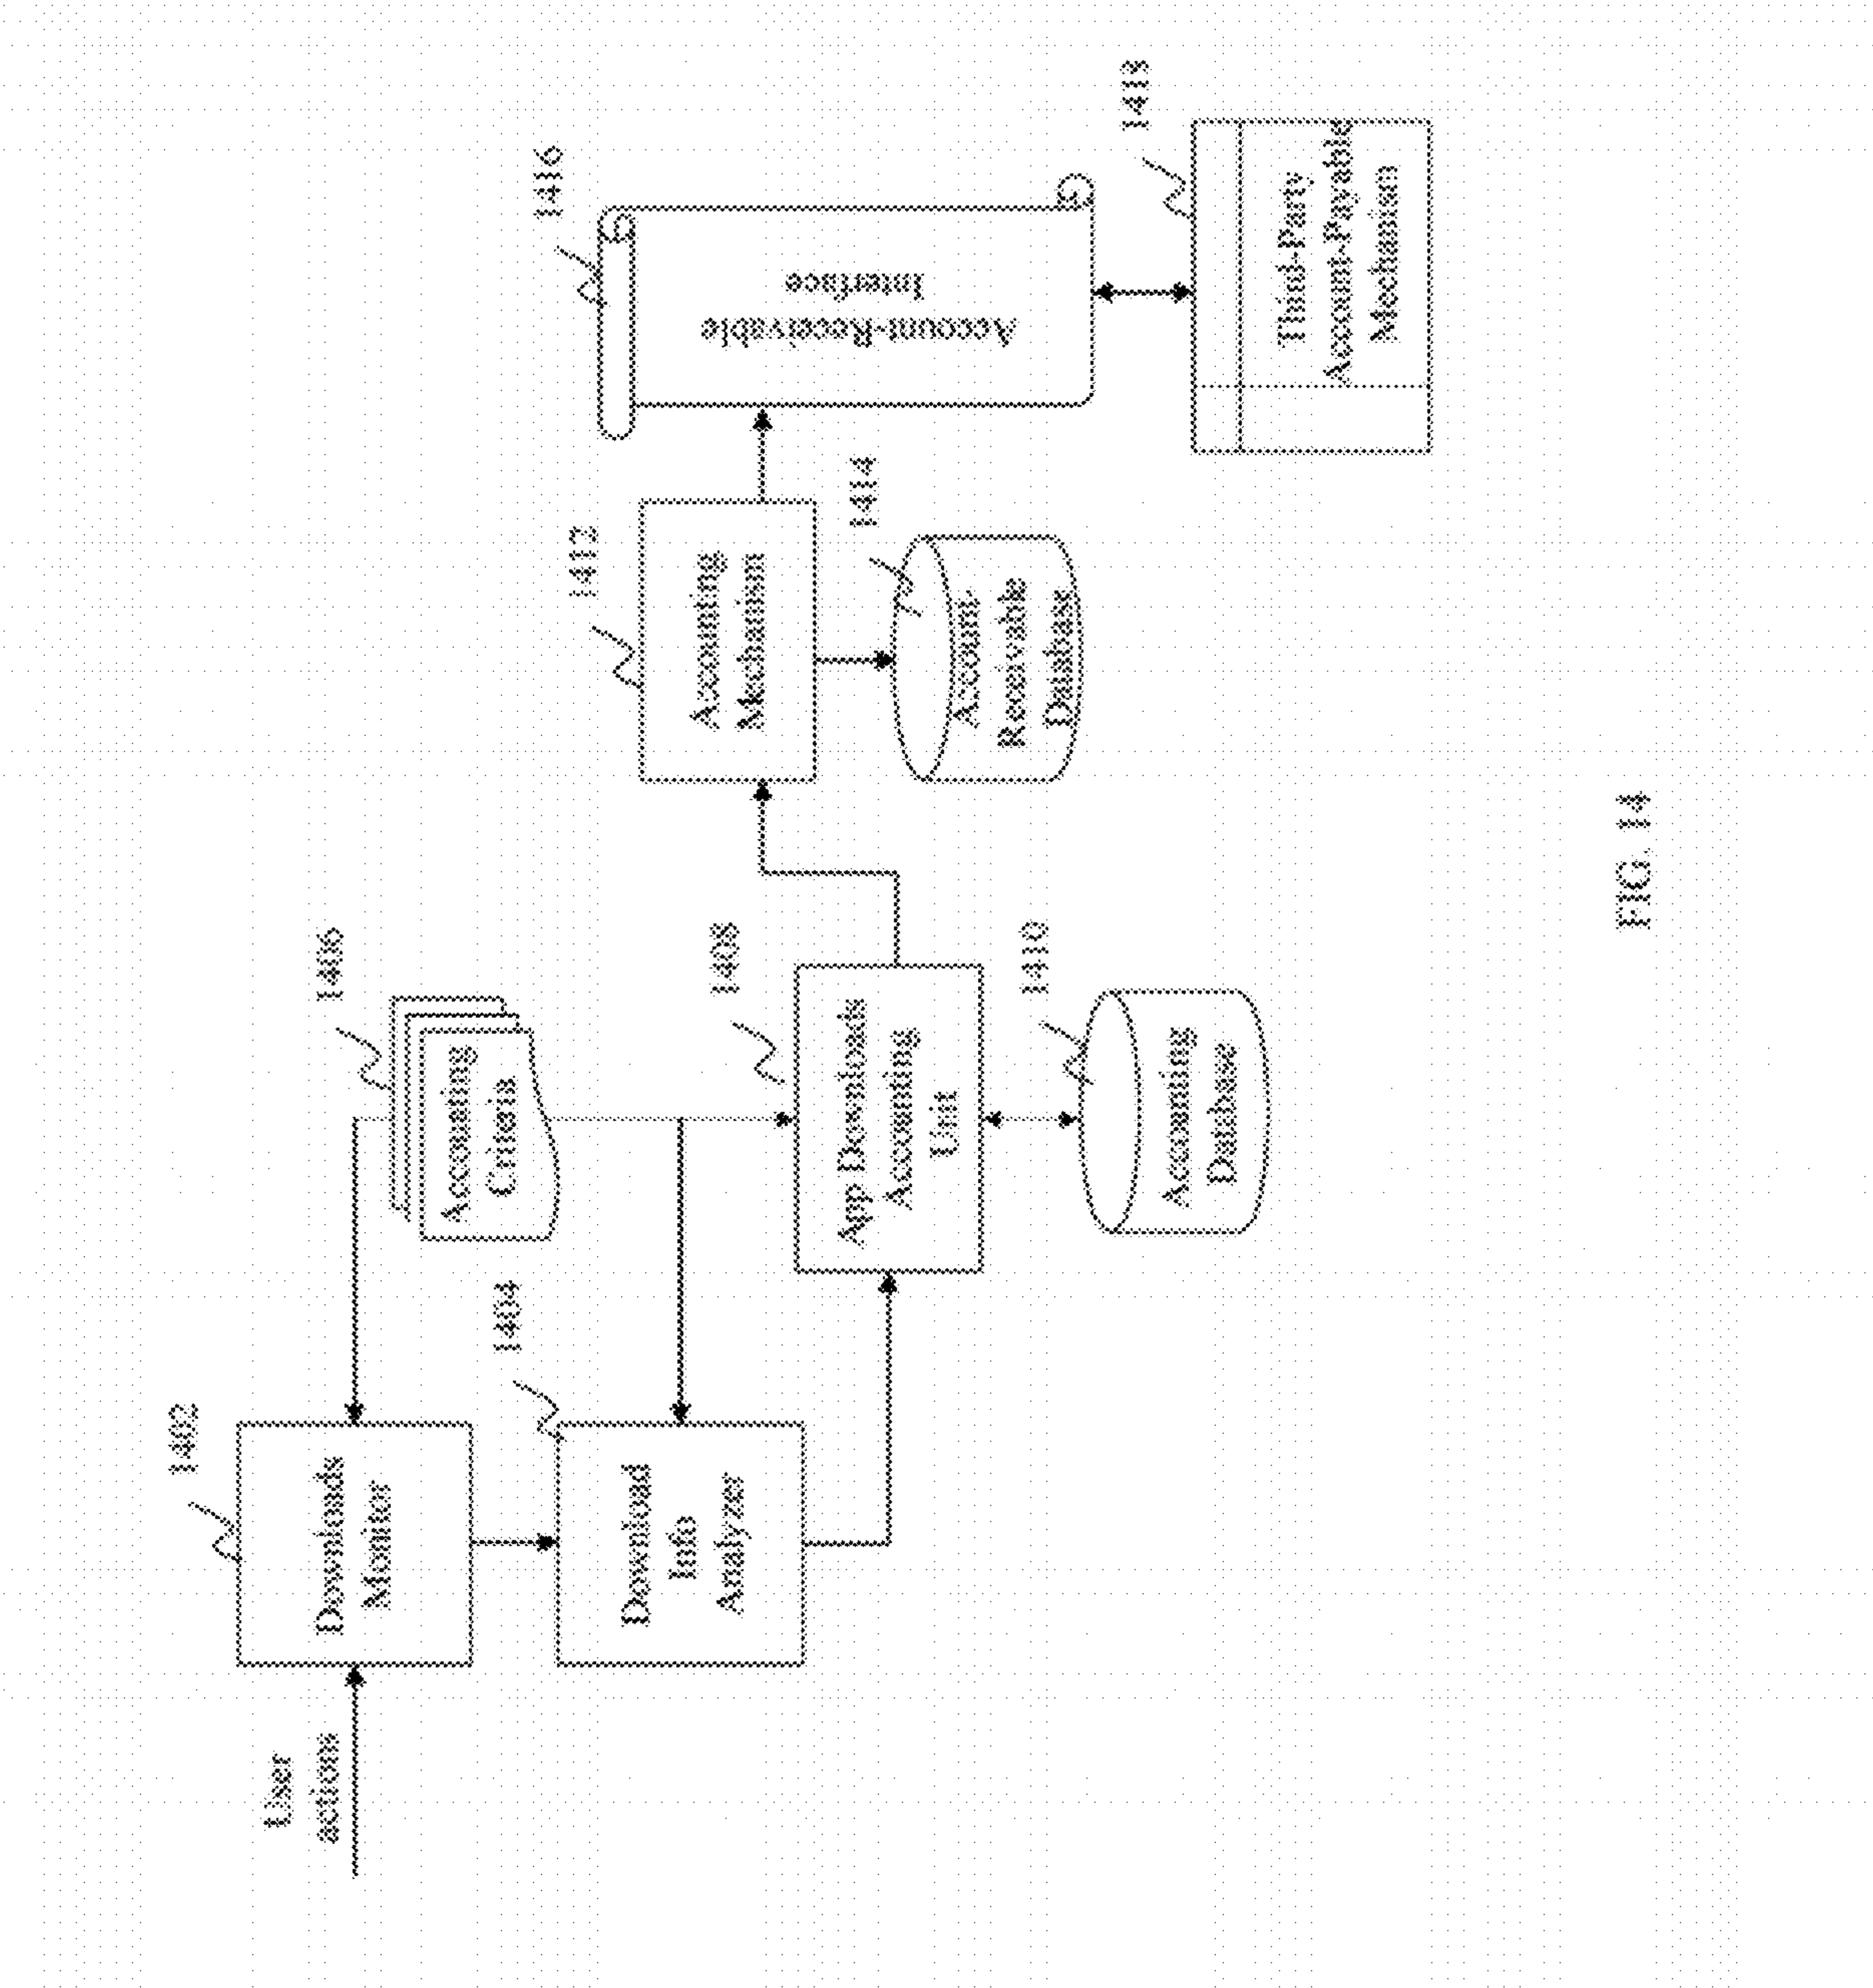 1402
User
actions
Downloads
Monitor
1404
Download
Info
Analyzer
1406
Accounting
Criteria
1408
App Downloads
Accounting
Unit
1410
Accounting
Database
1412
Accounting
Mechanism
1414
Account-
Receivable
Database
1416
Account-Receivable
Interface
1418
Third-Party
Account-Payable
Mechanism
FIG. 14